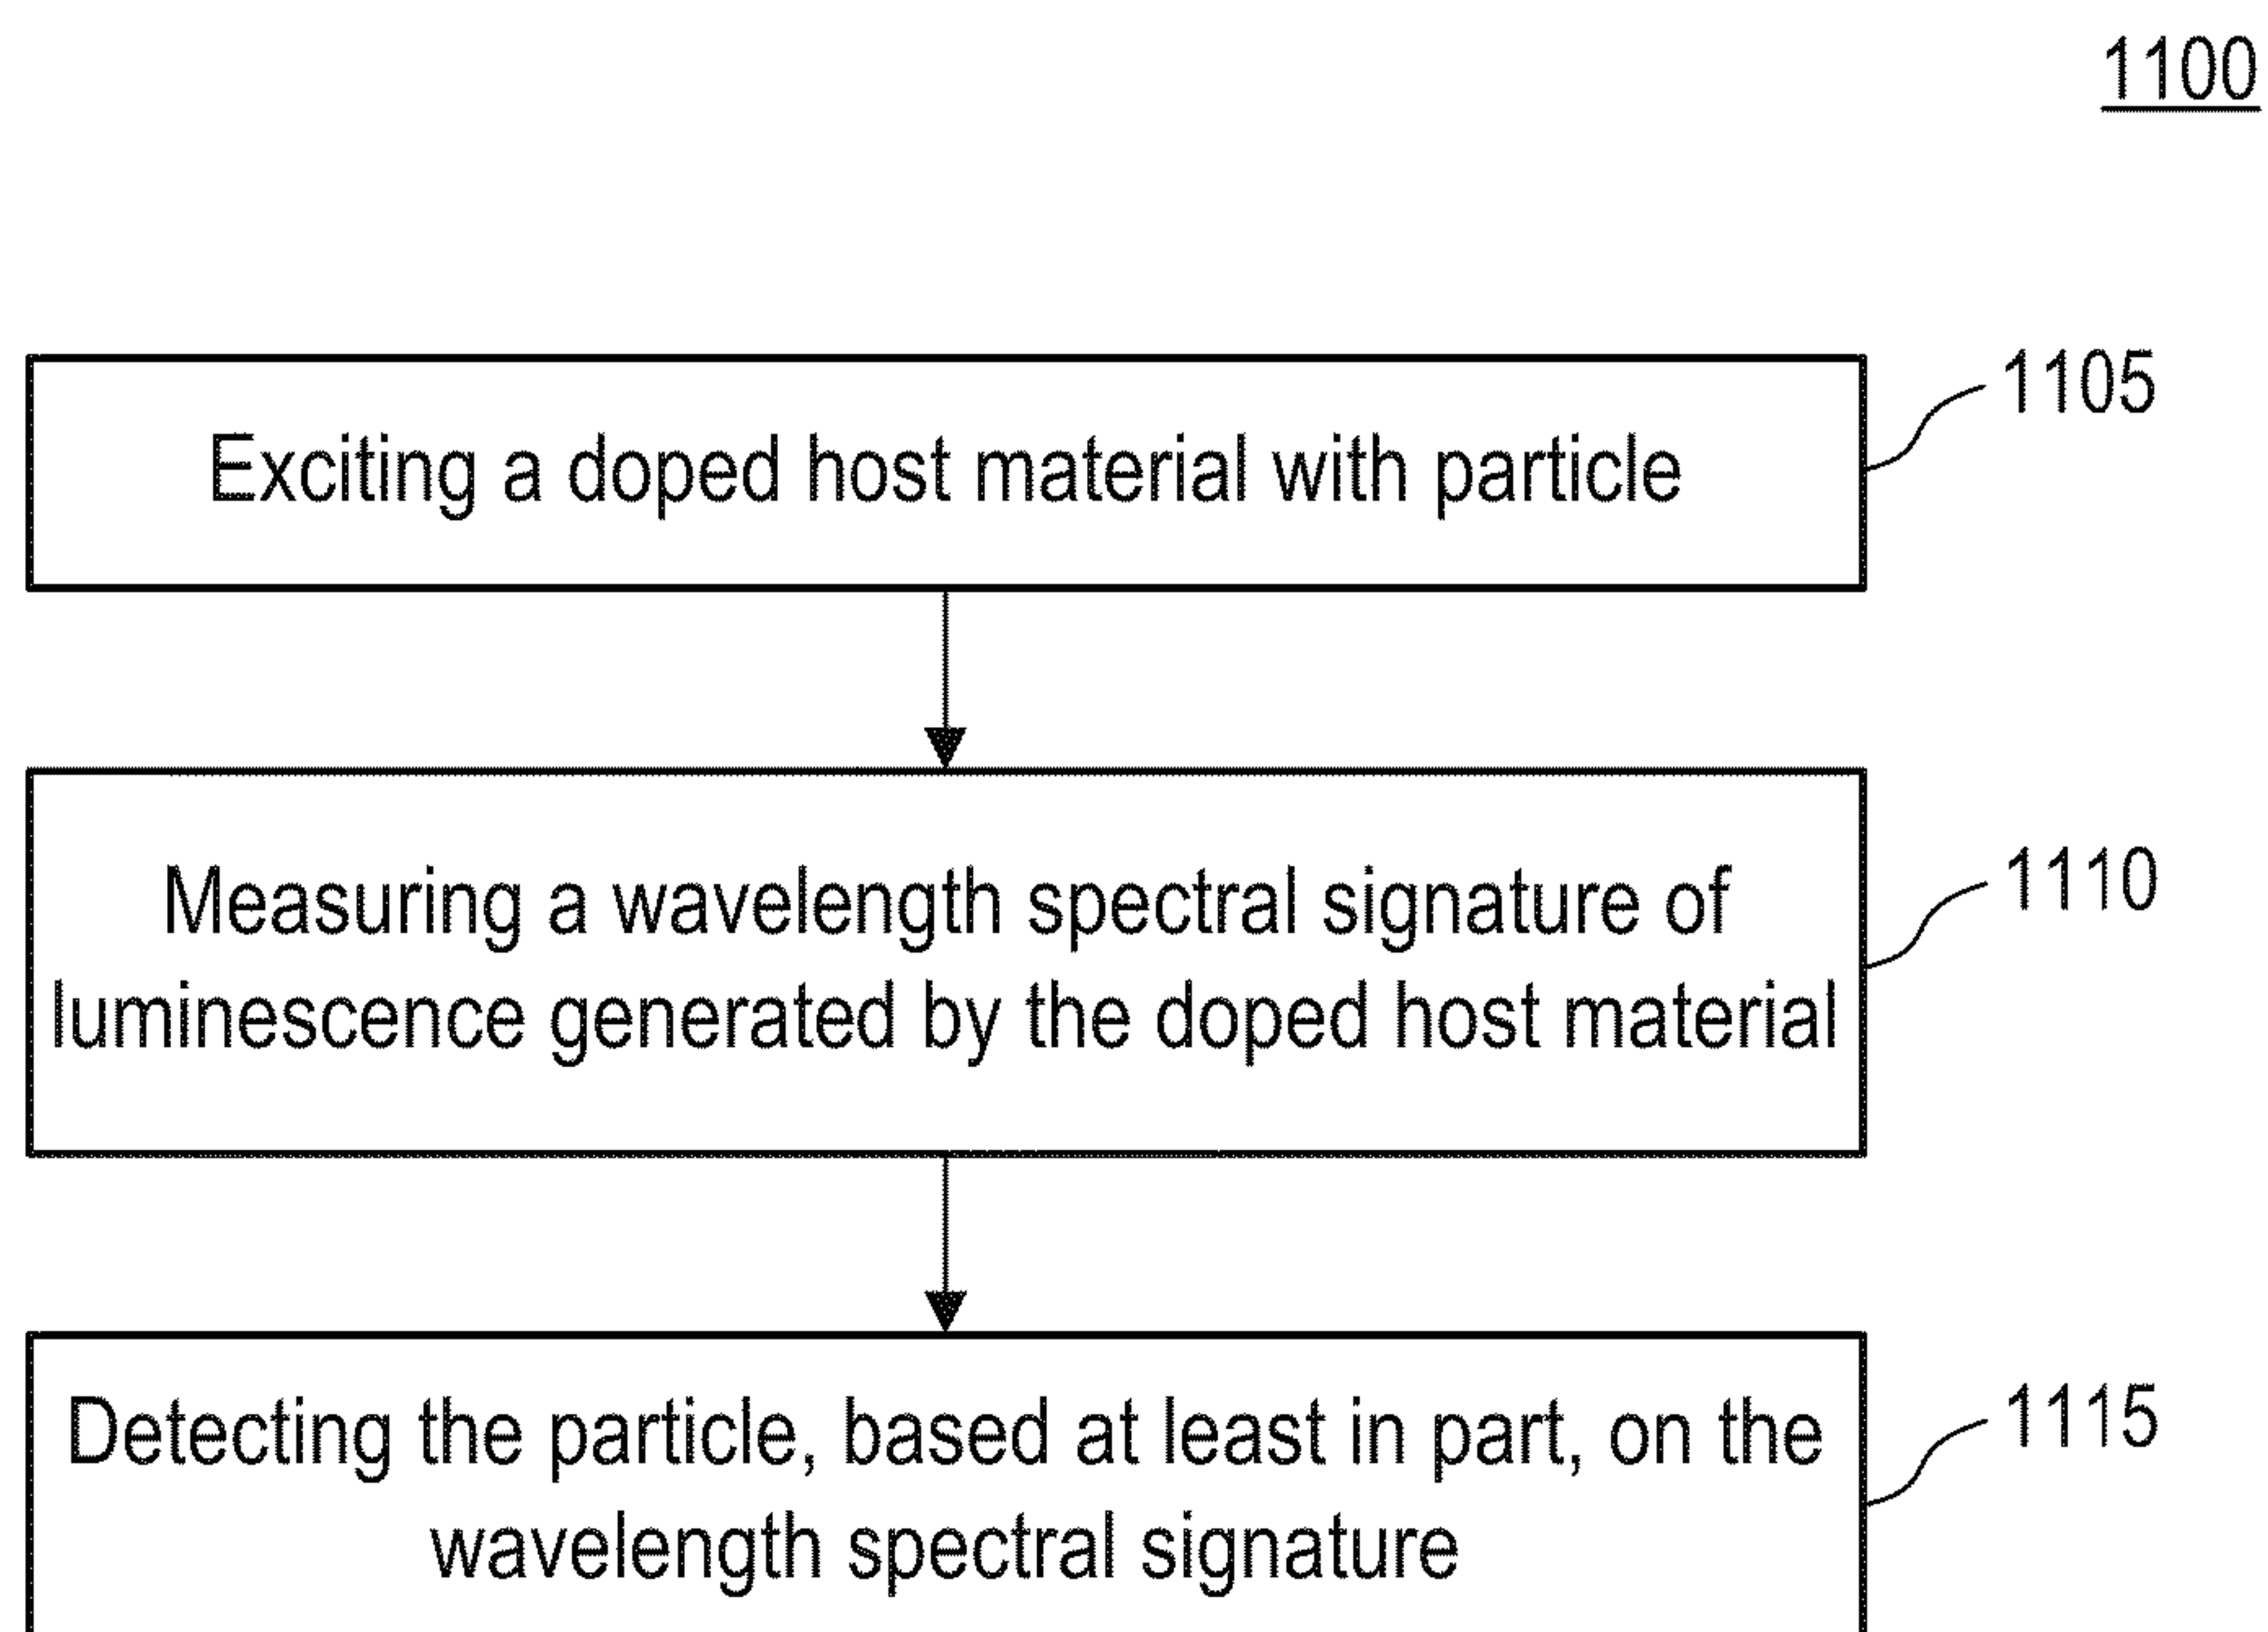 1100
Exciting a doped host material with particle
1105
Measuring a wavelength spectral signature of
luminescence generated by the doped host material
1110
Detecting the particle, based at least in part, on the
wavelength spectral signature
1115